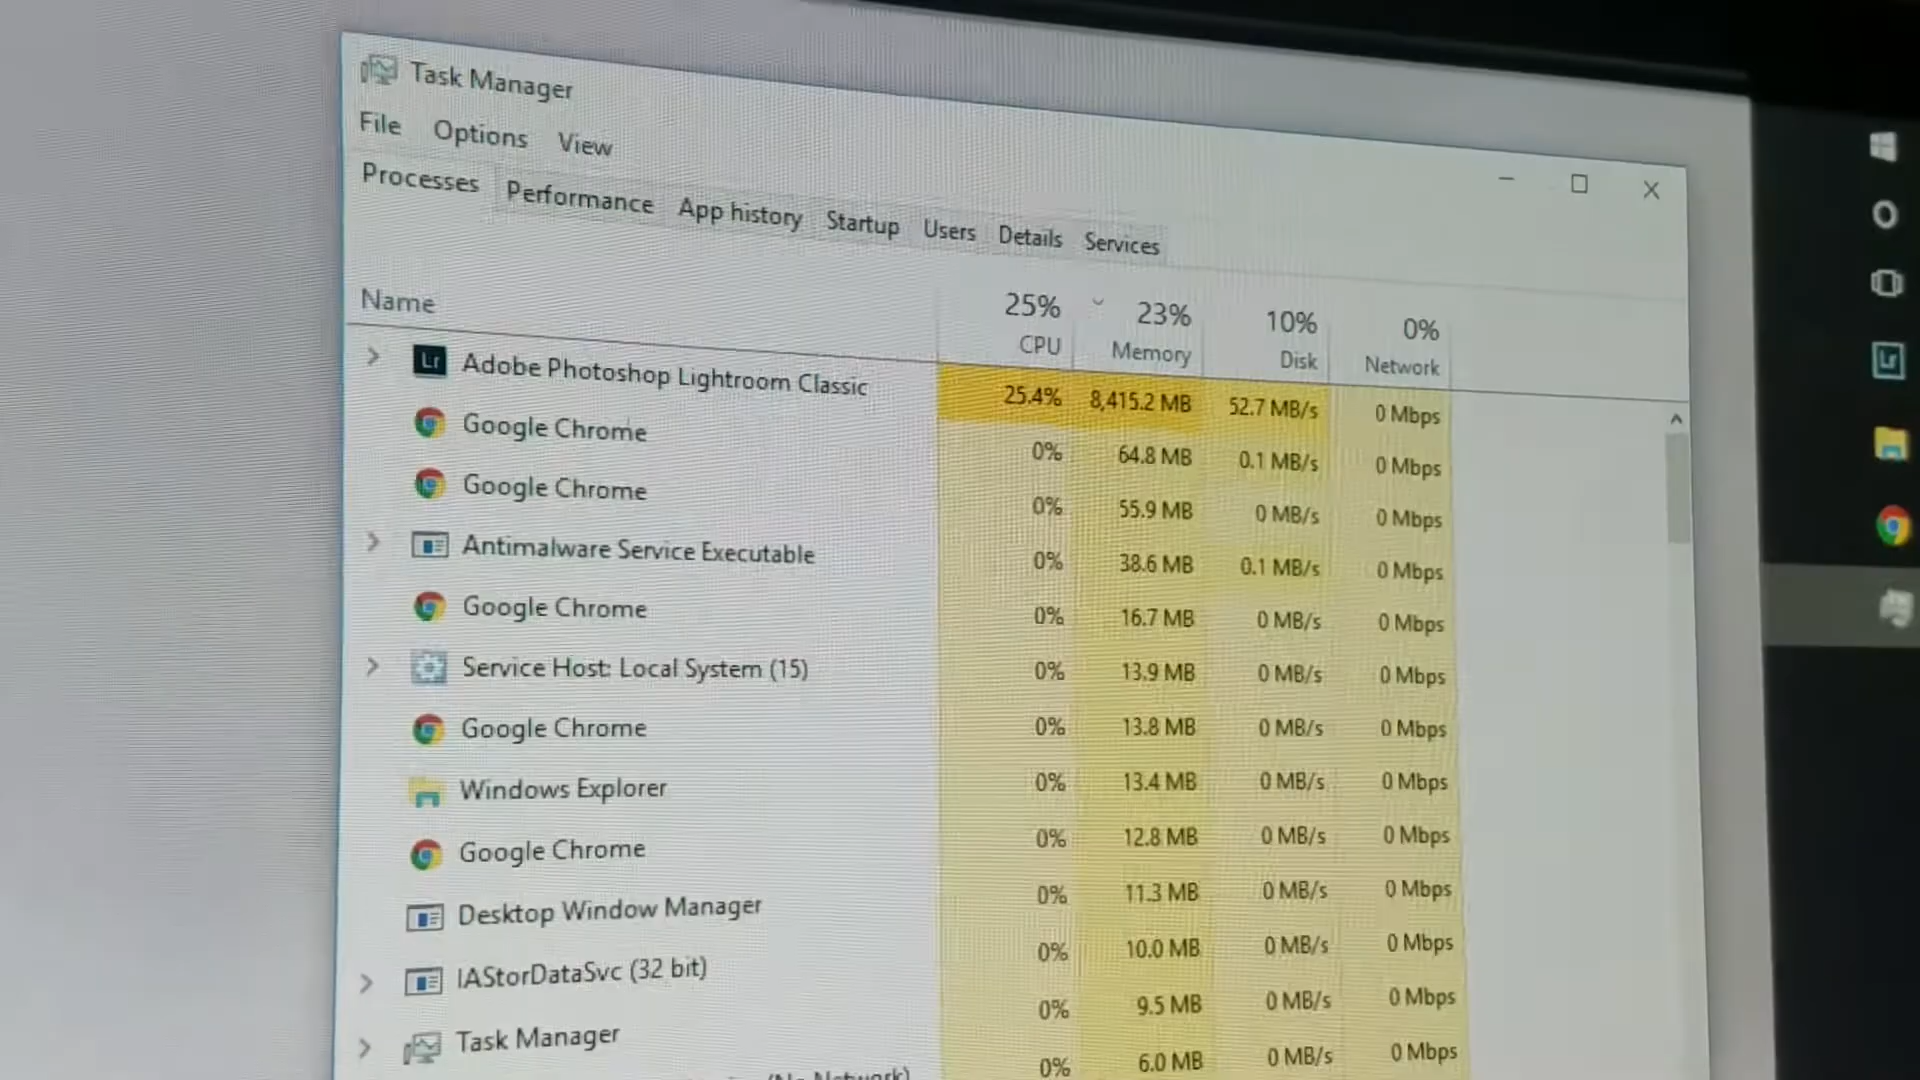 Task Manager
File Options View
Processes Performance App history Startup Users Details Services
25% 23% 10% 0%
Name CPU Memory Disk Network
Lr Adobe Photoshop Lightroom Classic 25.4% 8,415.2 MB 52.7 MB/s 0 Mbps
Google Chrome 0% 64.8 MB 0.1 MB/s 0 Mbps
Google Chrome 0% 55.9 MB 0 MB/s 0 Mbps
Antimalware Service Executable 0% 38.6 MB 0.1 MB/s 0 Mbps
Google Chrome 0% 16.7 MB 0 MB/s 0 Mbps
Service Host: Local System (15) 0% 13.9 MB 0 MB/s 0 Mbps
Google Chrome 0% 13.8 MB 0 MB/s 0 Mbps
Windows Explorer 0% 13.4 MB 0 MB/s 0 Mbps
Google Chrome 0% 12.8 MB 0 MB/s 0 Mbps
Desktop Window Manager 0% 11.3 MB 0 MB/s 0 Mbps
IAStorDataSvc (32 bit) 0% 10.0 MB 0 MB/s 0 Mbps
Task Manager 0% 9.5 MB 0 MB/s 0 Mbps
(No Network) 0% 6.0 MB 0 MB/s 0 Mbps
Lr